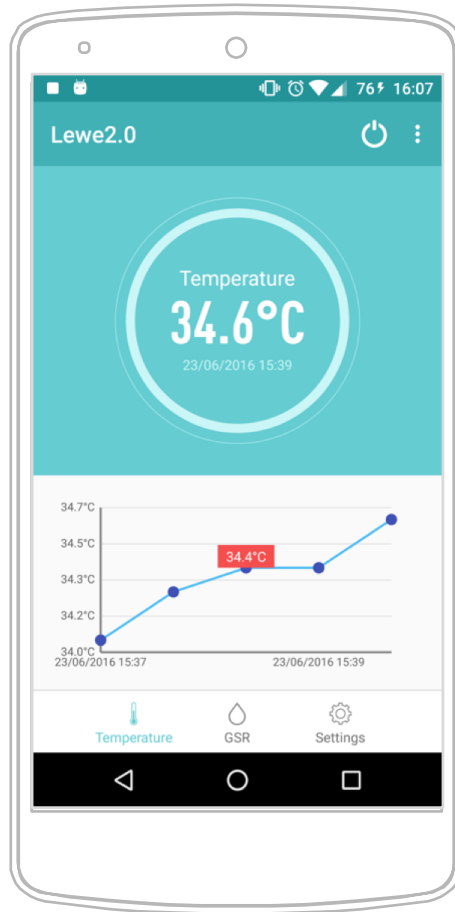 76 16:07
Lewe2.0
Temperature
34.6°C
23/06/2016 15:39
34.7°C
34.5°C
34.4°C
34.3°C
34.2°C
34.0°C
23/06/2016 15:37 23/06/2016 15:39
Temperature GSR Settings